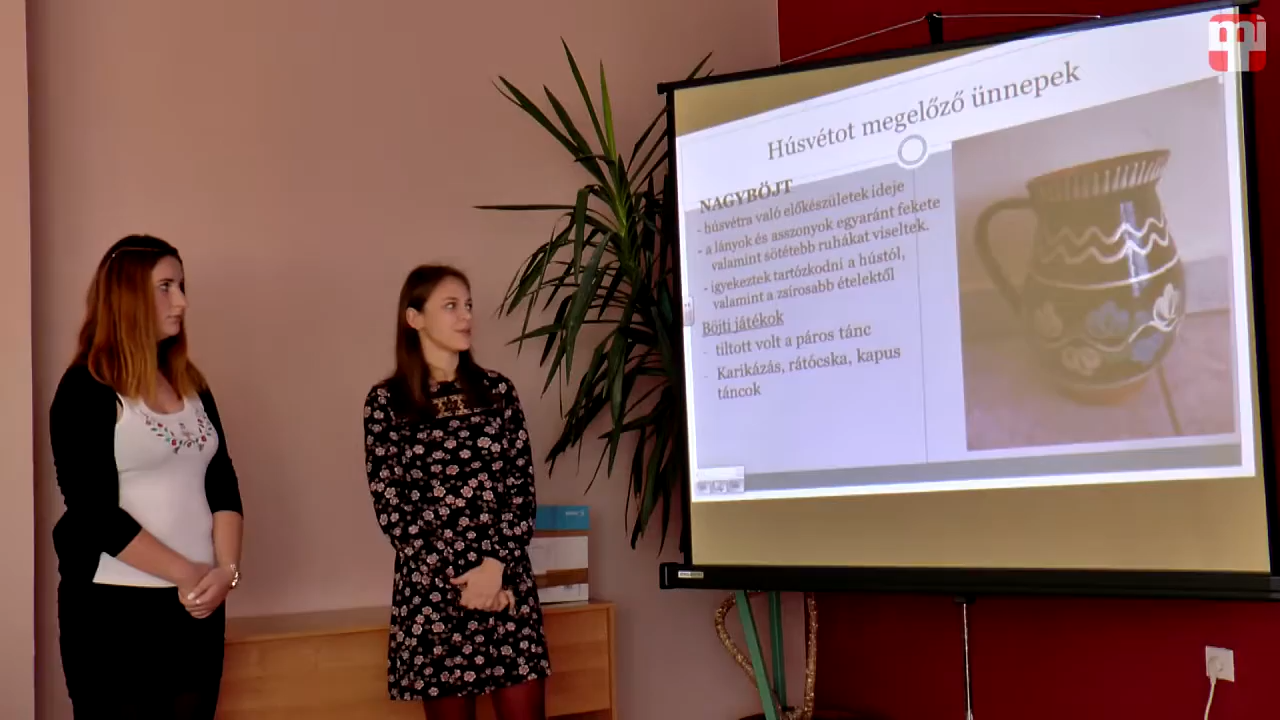 mi
Húsvétot megelőző ünnepek
NAGYBÖJT
- húsvétra való előkészületek ideje
- a lányok és asszonyok egyaránt fekete
valamint sötétebb ruhákat viseltek.
- igyekeztek tartózkodni a hústól,
valamint a zsírosabb ételektől
Böjti játékok
- tiltott volt a páros tánc
- Karikázás, rátócska, kapus
táncok